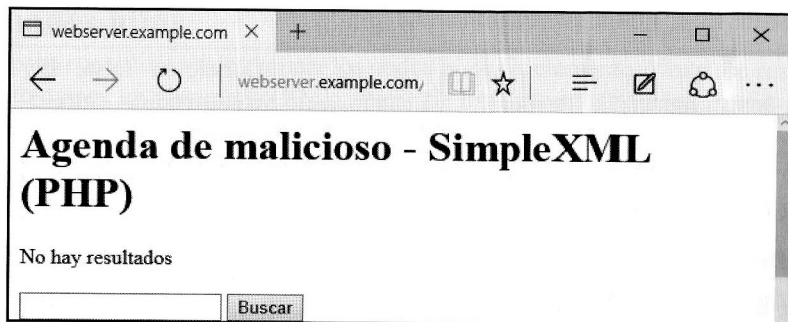 webserver.example.com
webserver.example.com/
Agenda de malicioso - SimpleXML
(PHP)
No hay resultados
Buscar